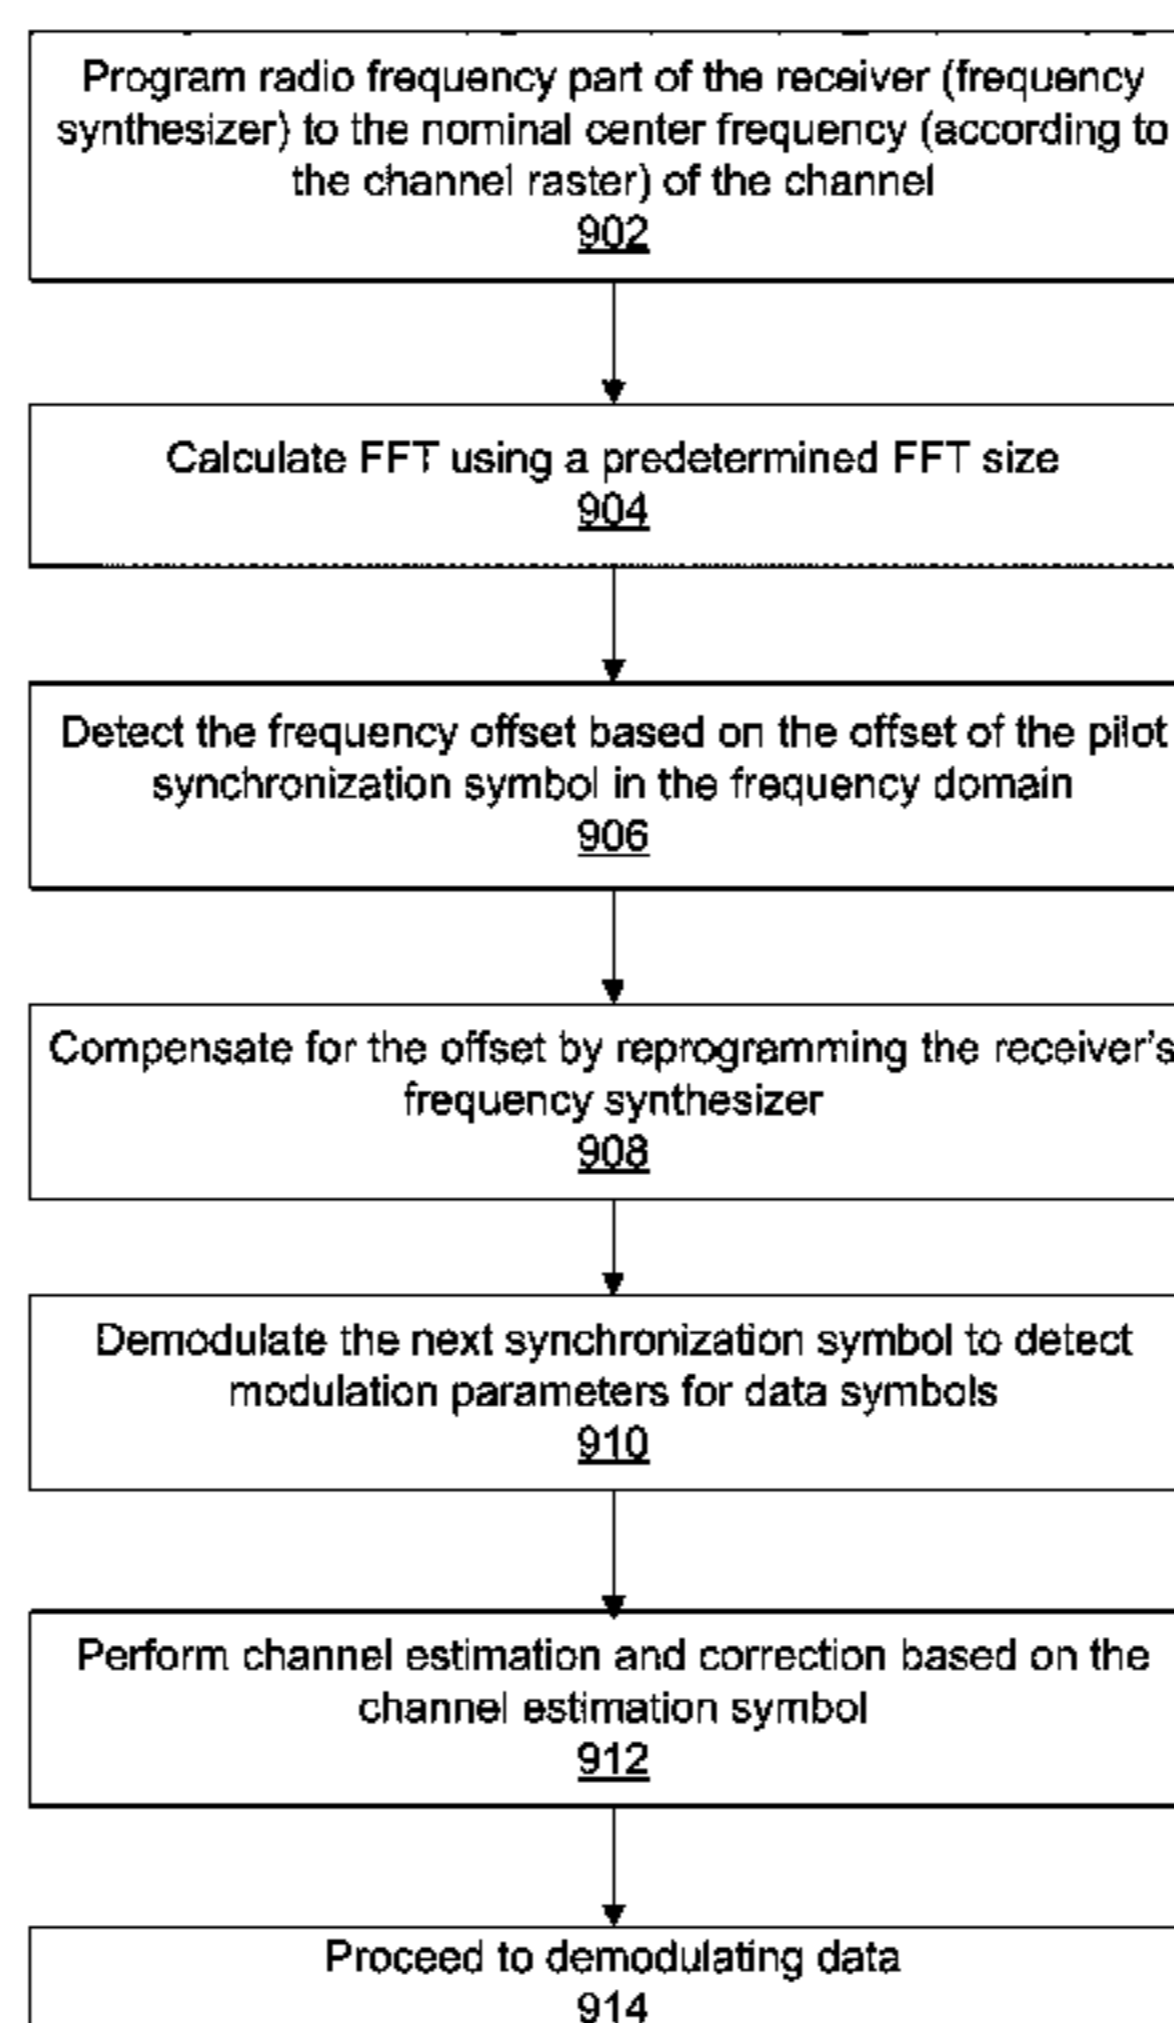 Program radio frequency part of the receiver (frequency
synthesizer) to the nominal center frequency (according to
the channel raster) of the channel
902
Calculate FFT using a predetermined FFT size
904
Detect the frequency offset based on the offset of the pilot
synchronization symbol in the frequency domain
906
Compensate for the offset by reprogramming the receiver's
frequency synthesizer
908
Demodulate the next synchronization symbol to detect
modulation parameters for data symbols
910
Perform channel estimation and correction based on the
channel estimation symbol
912
Proceed to demodulating data
914